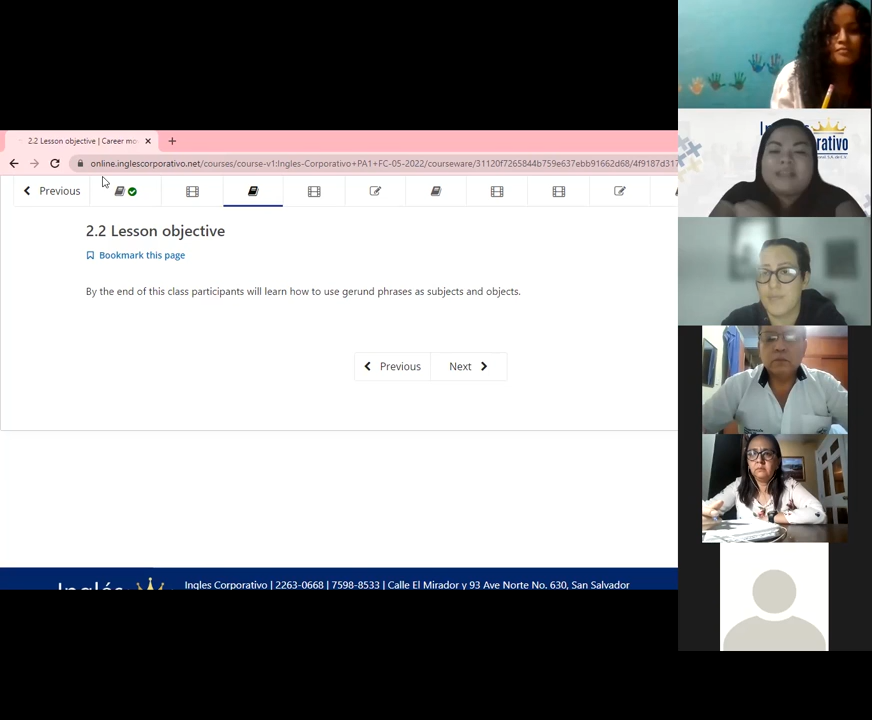 2.2 Lesson objective | Career mo
online.inglescorporativo.net/courses/course-v1:Ingles-Corporativo+PA1+FC-05-2022/courseware/31120f7265844b759e637ebb91662d68/4f9187d317
Previous
2.2 Lesson objective
Bookmark this page
By the end of this class participants will learn how to use gerund phrases as subjects and objects.
Previous
Next
Inglés
Ingles Corporativo | 2263-0668 | 7598-8533 | Calle El Mirador y 93 Ave Norte No. 630, San Salvador